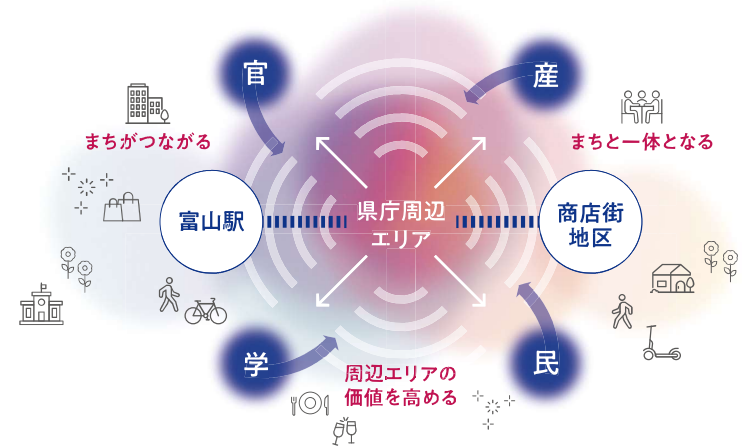 官
産
まちがつながる
まちと一体となる
富山駅
県庁周辺
エリア
商店街
地区
学
民
周辺エリアの
価値を高める